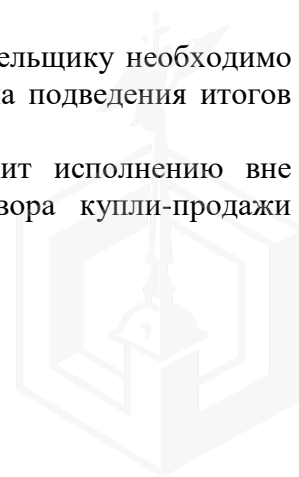 ельщику необходимо
а подведения итогов
ит исполнению вне
вора купли-продажи